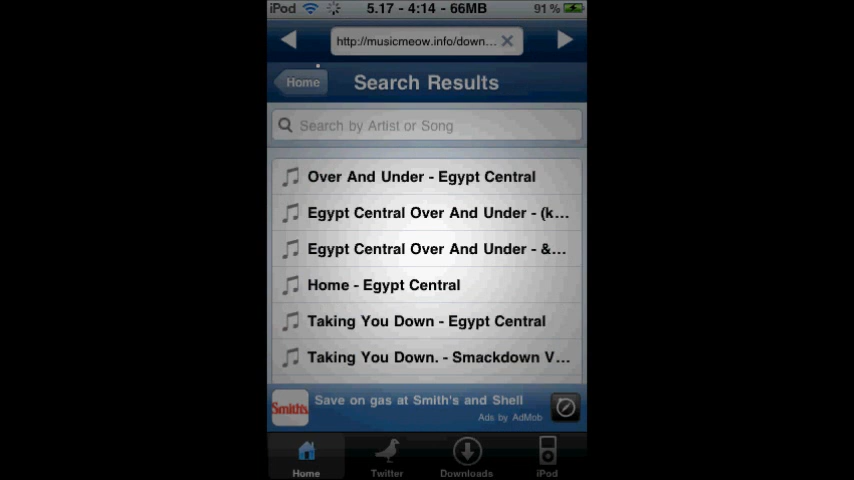 iPod 5.17 - 4:14 - 66MB 91 %
http://musicmeow.info/down...
Home Search Results
Search by Artist or Song
Over And Under - Egypt Central
Egypt Central Over And Under - (k...
Egypt Central Over And Under - &...
Home - Egypt Central
Taking You Down - Egypt Central
Taking You Down. - Smackdown V...
Smith's
Save on gas at Smith's and Shell
Ads by AdMob
Home Twitter Downloads iPod